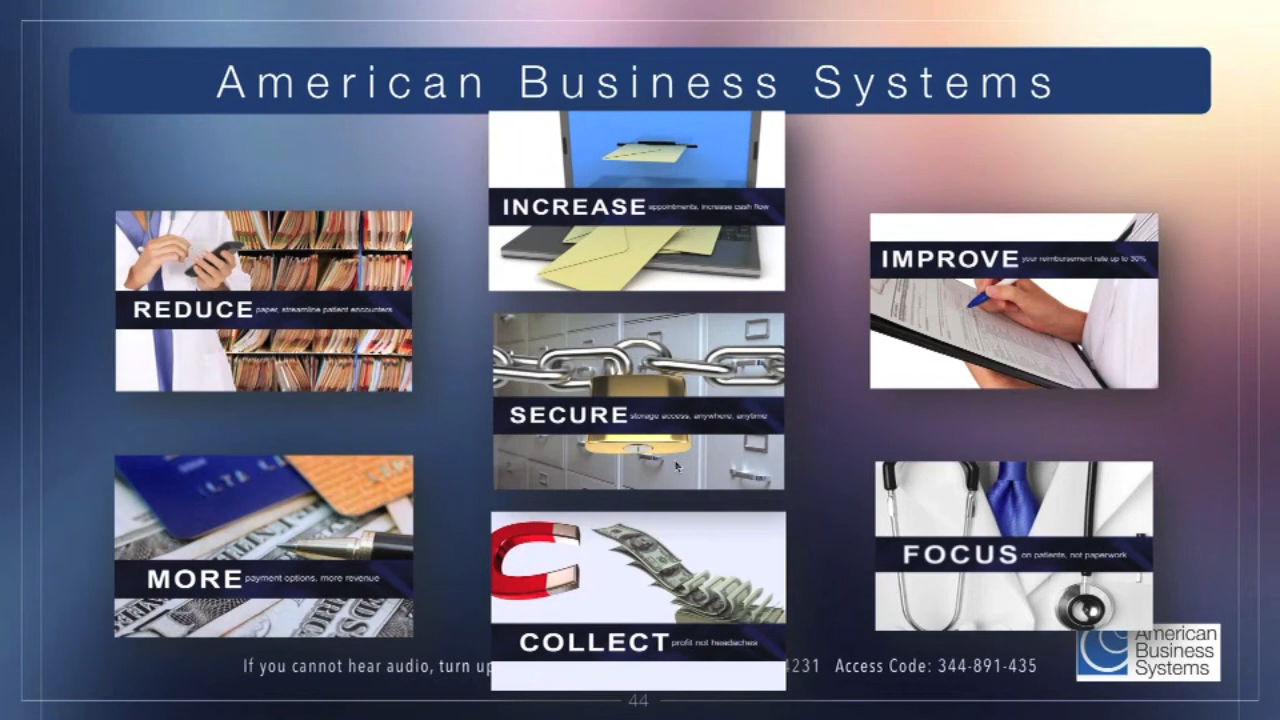 American Business Systems
INCREASE appointments, increase cash flow
REDUCE paper, streamline patient encounters
IMPROVE your reimbursement rate up to 30%
SECURE storage access, anywhere, anytime
MORE payment options, more revenue
FOCUS on patients, not paperwork
COLLECT profit not headaches
If you cannot hear audio, turn up
4231 Access Code: 344-891-435
American
Business
Systems
44